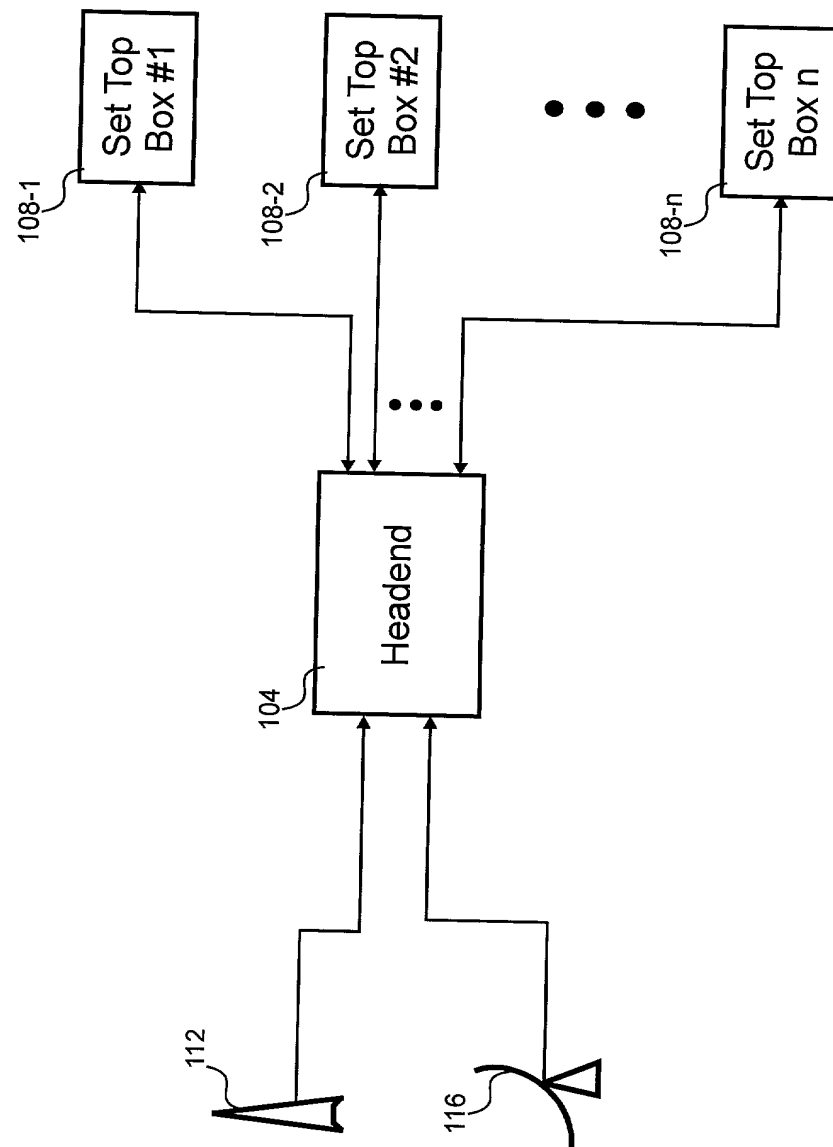 108-1
Set Top
Box #1
108-2
Set Top
Box #2
108-n
Set Top
Box n
104
Headend
112
116